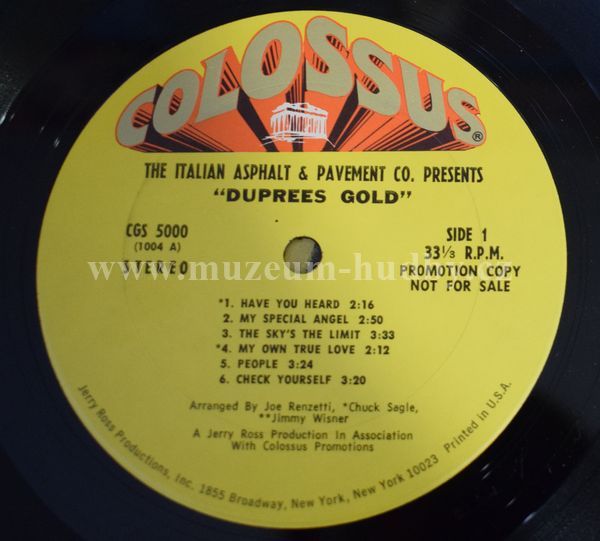 COLOSSUS®
THE ITALIAN ASPHALT & PAVEMENT CO. PRESENTS
"DUPREES GOLD"
CGS 5000
(1004 A)
STEREO
SIDE 1
33⅓ R.P.M.
PROMOTION COPY
NOT FOR SALE
www.muzeum-hudby.cz
*1. HAVE YOU HEARD 2:16
2. MY SPECIAL ANGEL 2:50
3. THE SKY'S THE LIMIT 3:33
*4. MY OWN TRUE LOVE 2:12
5. PEOPLE 3:24
6. CHECK YOURSELF 3:20
Arranged By Joe Renzetti, *Chuck Sagle,
**Jimmy Wisner
A Jerry Ross Production In Association
With Colossus Promotions
Jerry Ross Productions, Inc. 1855 Broadway, New York, New York 10023 Printed in U.S.A.